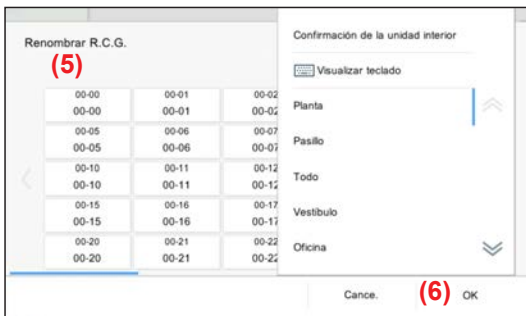 Renombrar R.C.G.
(5)
00-00 00-01 00-02
00-00 00-01 00-02
00-05 00-06 00-07
00-05 00-06 00-07
00-10 00-11 00-12
00-10 00-11 00-12
00-15 00-16 00-17
00-15 00-16 00-17
00-20 00-21 00-22
00-20 00-21 00-22
Confirmación de la unidad interior
Visualizar teclado
Planta
Pasillo
Todo
Vestíbulo
Oficina
Cance. (6) OK